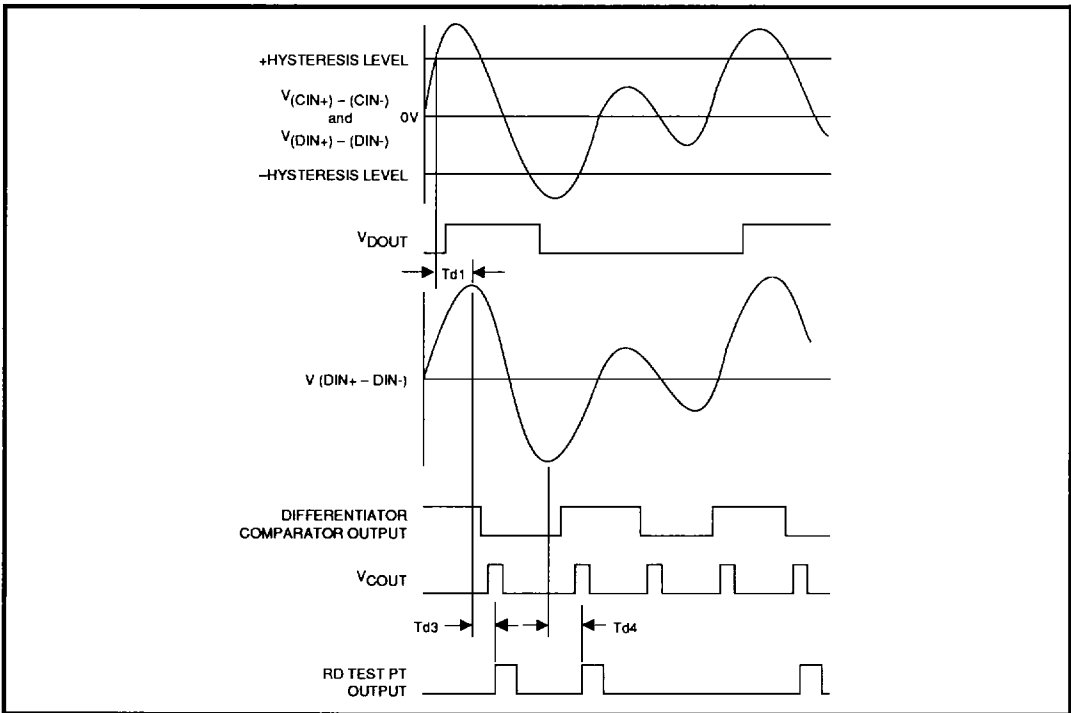 +HYSTERESIS LEVEL
V(CIN+) – (CIN-)
and
0V
V(DIN+) – (DIN-)
–HYSTERESIS LEVEL
VDOUT
Td1
V (DIN+ – DIN-)
DIFFERENTIATOR
COMPARATOR OUTPUT
VCOUT
Td3
Td4
RD TEST PT
OUTPUT